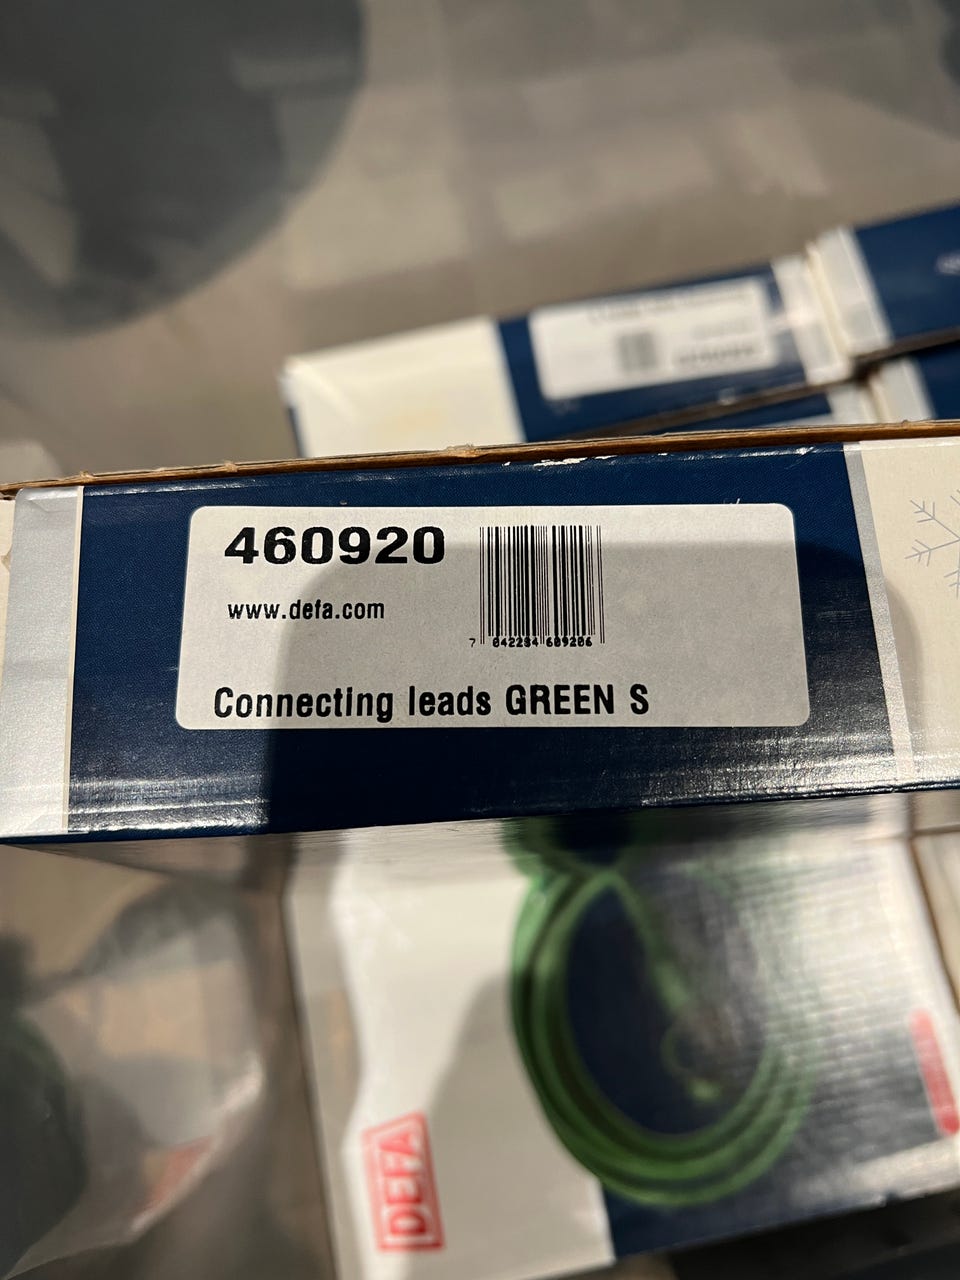 460920
www.defa.com
7 042234 609206
Connecting leads GREEN S
DEFA